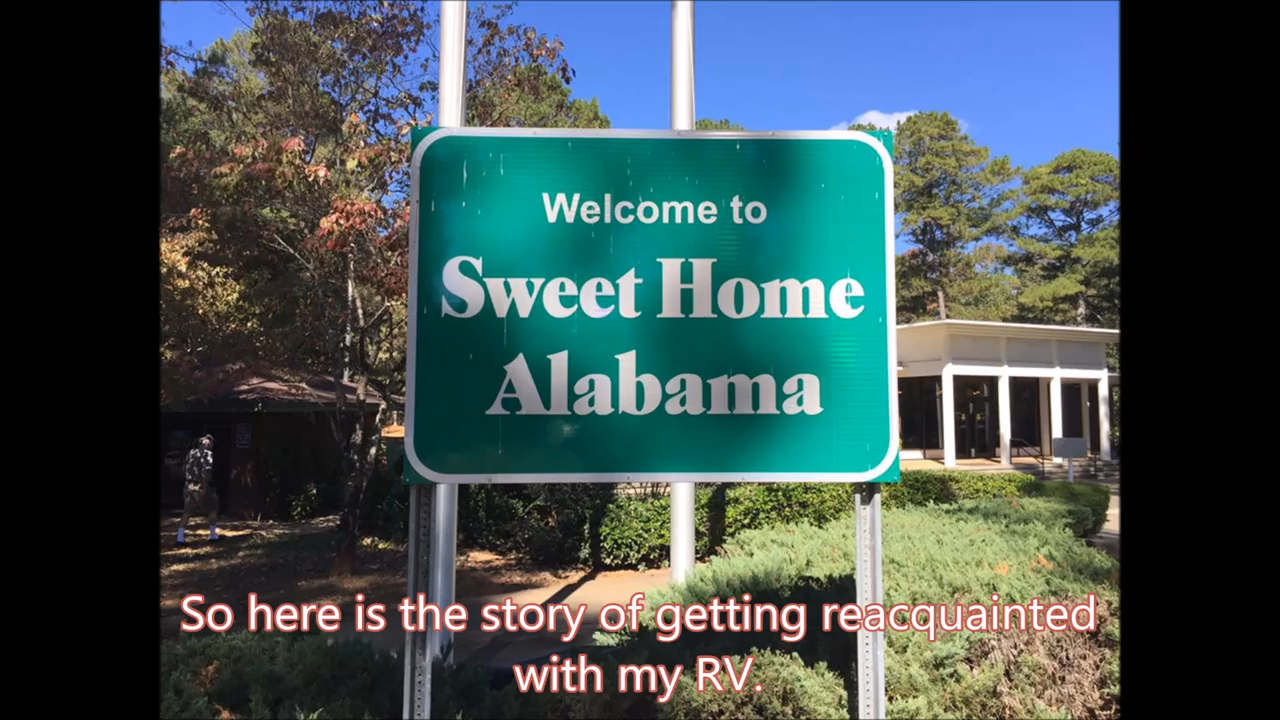 Welcome to
Sweet Home
Alabama
So here is the story of getting reacquainted
with my RV.